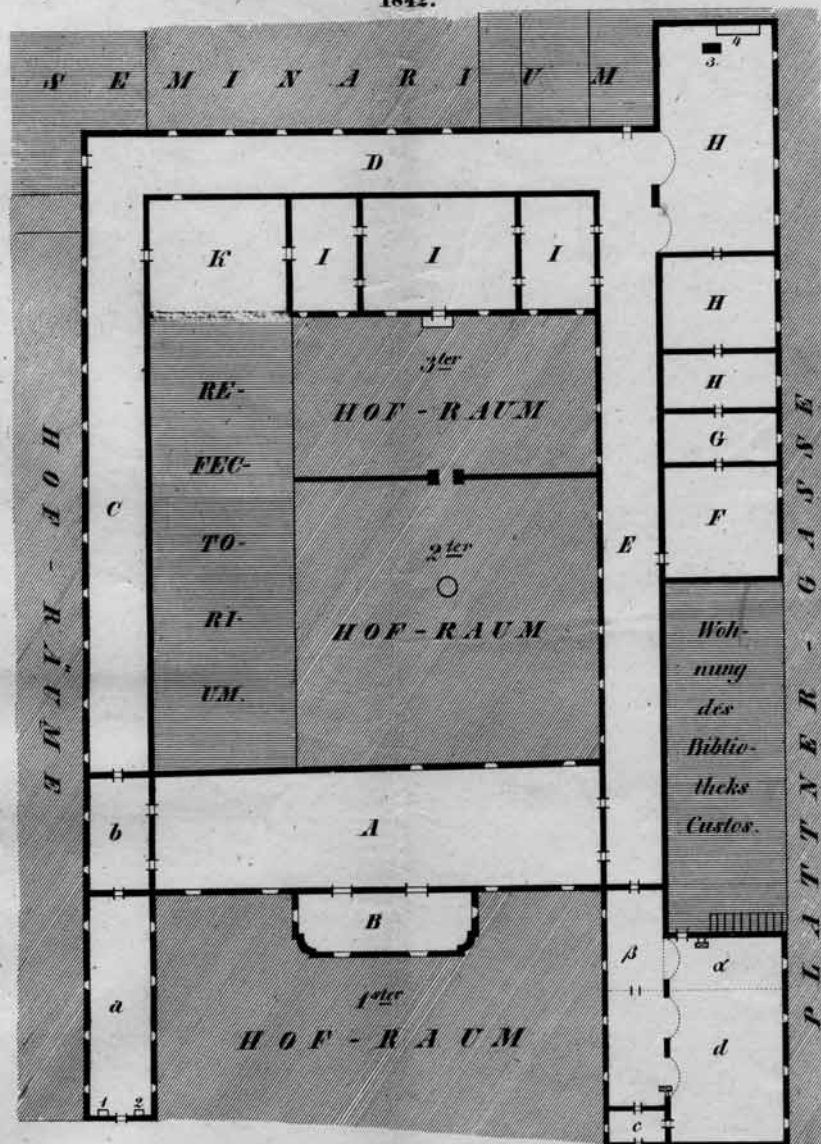 1842.
SEMINARIUM
4
3.
H
D
K
I
I
I
H
3ter
HOF-RAUM
RE-
FEC-
TO-
RI-
UM.
H
G
F
C
E
2ter
HOF-RAUM
HOF-RÄUME
PLATTNER-GASSE
Woh-
nung
des
Biblio-
theks
Custos.
b
A
B
β
α
a
1ster
HOF-RAUM
d
1
2
c